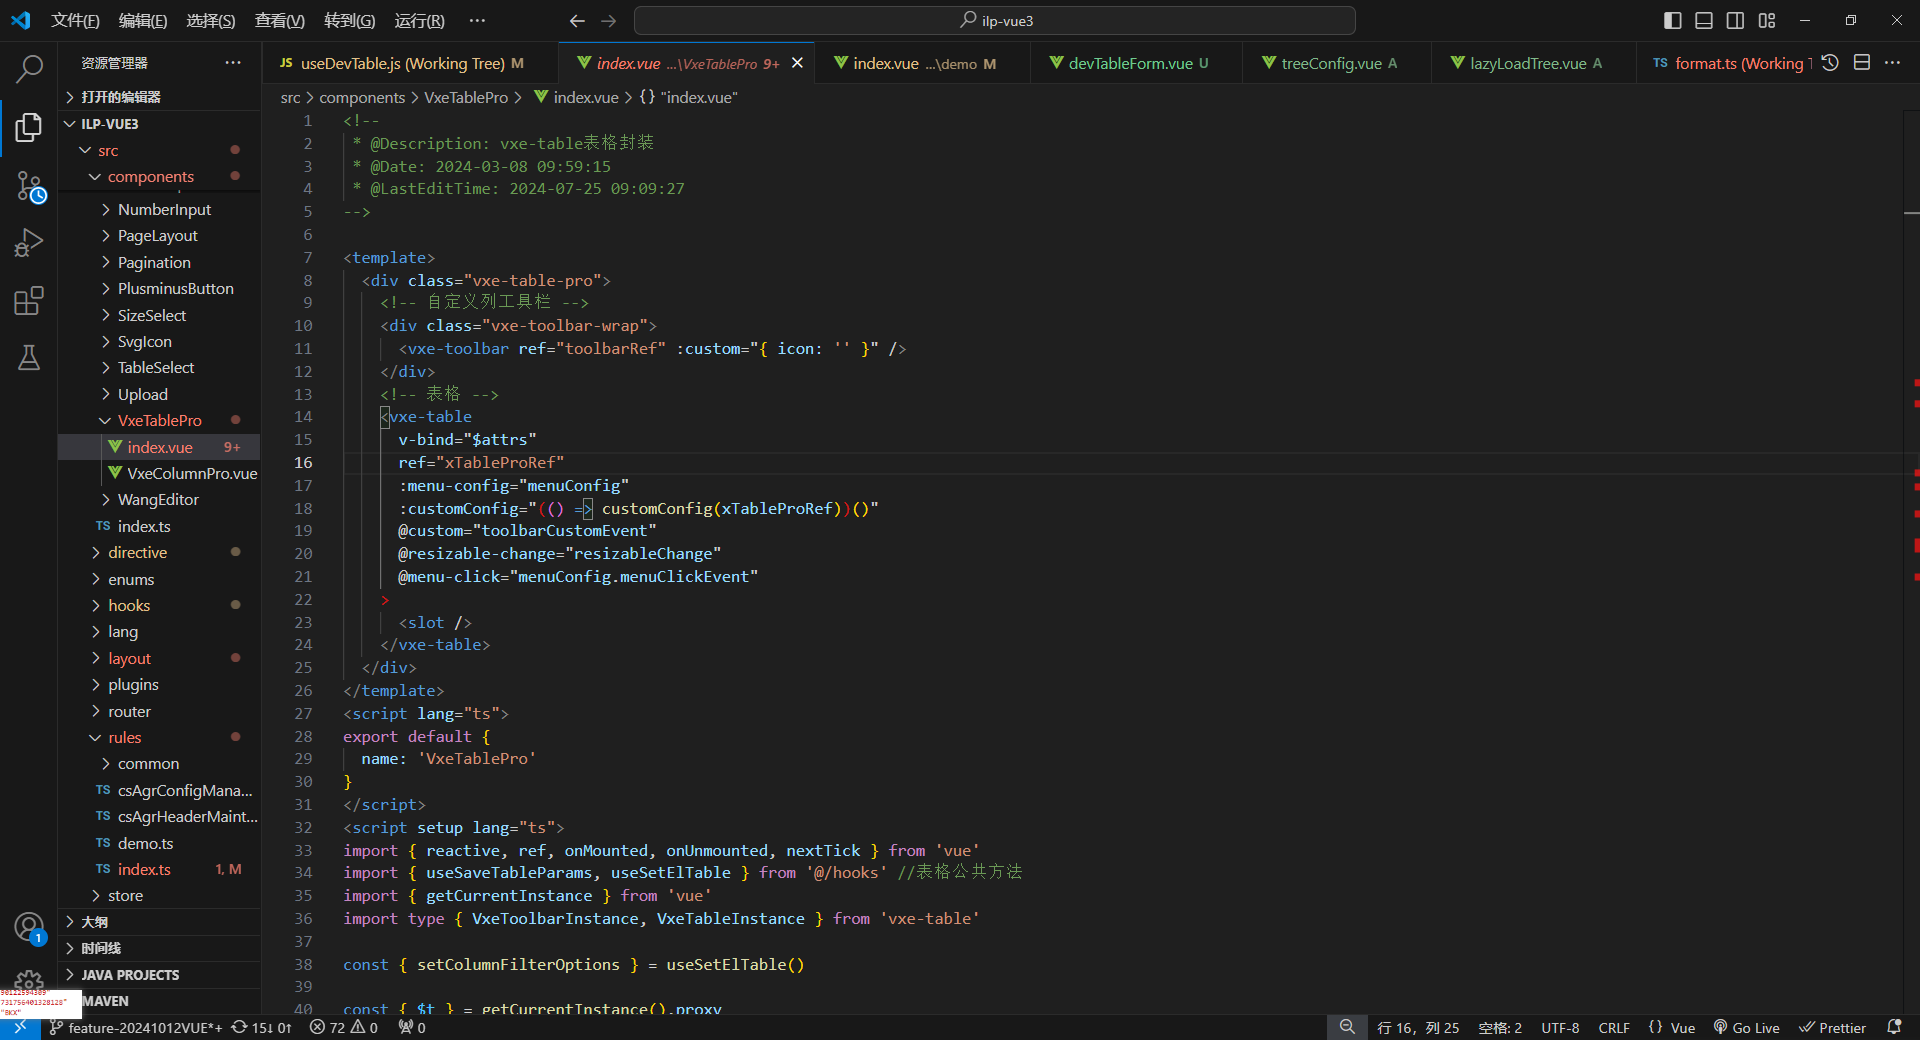 文件(F) 编辑(E) 选择(S) 查看(V) 转到(G) 运行(R) ···
ilp-vue3
资源管理器 ···
JS useDevTable.js (Working Tree) M
index.vue ...\VxeTablePro 9+
index.vue ...\demo M
devTableForm.vue U
treeConfig.vue A
lazyLoadTree.vue A
TS format.ts (Working T
src > components > VxeTablePro > index.vue > {} "index.vue"
打开的编辑器
ILP-VUE3
src
components
NumberInput
PageLayout
Pagination
PlusminusButton
SizeSelect
SvgIcon
TableSelect
Upload
VxeTablePro
index.vue 9+
VxeColumnPro.vue
WangEditor
TS index.ts
directive
enums
hooks
lang
layout
plugins
router
rules
common
TS csAgrConfigMana...
TS csAgrHeaderMaint...
TS demo.ts
TS index.ts 1, M
store
大纲
时间线
JAVA PROJECTS
MAVEN
1 <!--
2 * @Description: vxe-table表格封装
3 * @Date: 2024-03-08 09:59:15
4 * @LastEditTime: 2024-07-25 09:09:27
5 -->
6
7 <template>
8 <div class="vxe-table-pro">
9 <!-- 自定义列工具栏 -->
10 <div class="vxe-toolbar-wrap">
11 <vxe-toolbar ref="toolbarRef" :custom="{ icon: '' }" />
12 </div>
13 <!-- 表格 -->
14 <vxe-table
15 v-bind="$attrs"
16 ref="xTableProRef"
17 :menu-config="menuConfig"
18 :customConfig="(() => customConfig(xTableProRef))()"
19 @custom="toolbarCustomEvent"
20 @resizable-change="resizableChange"
21 @menu-click="menuConfig.menuClickEvent"
22 >
23 <slot />
24 </vxe-table>
25 </div>
26 </template>
27 <script lang="ts">
28 export default {
29 name: 'VxeTablePro'
30 }
31 </script>
32 <script setup lang="ts">
33 import { reactive, ref, onMounted, onUnmounted, nextTick } from 'vue'
34 import { useSaveTableParams, useSetElTable } from '@/hooks' //表格公共方法
35 import { getCurrentInstance } from 'vue'
36 import type { VxeToolbarInstance, VxeTableInstance } from 'vxe-table'
37
38 const { setColumnFilterOptions } = useSetElTable()
39
40 const { $t } = getCurrentInstance().proxy
1
731756401328128"
"BKX"
feature-20241012VUE*+ 15↓ 0↑ 72 0 0
行 16, 列 25 空格: 2 UTF-8 CRLF {} Vue Go Live Prettier